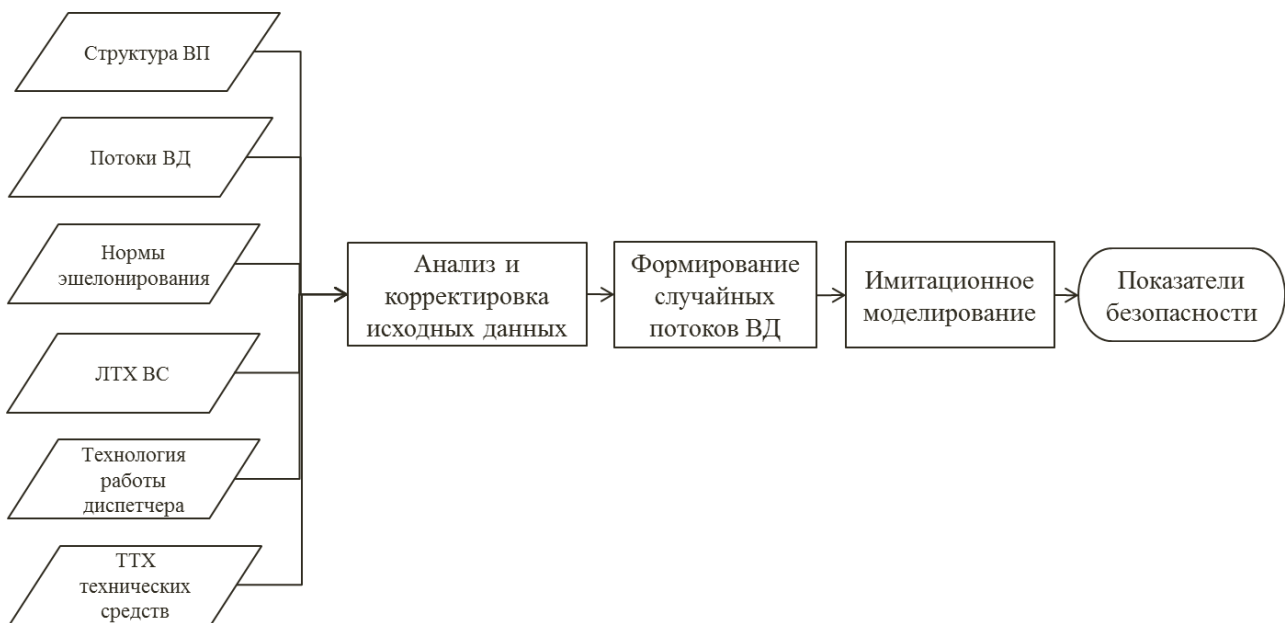 Структура ВП
Потоки ВД
Нормы
эшелонирования
ЛТХ ВС
Технология
работы
диспетчера
ТТХ
технических
средств
Анализ и
корректировка
исходных данных
Формирование
случайных
потоков ВД
Имитационное
моделирование
Показатели
безопасности